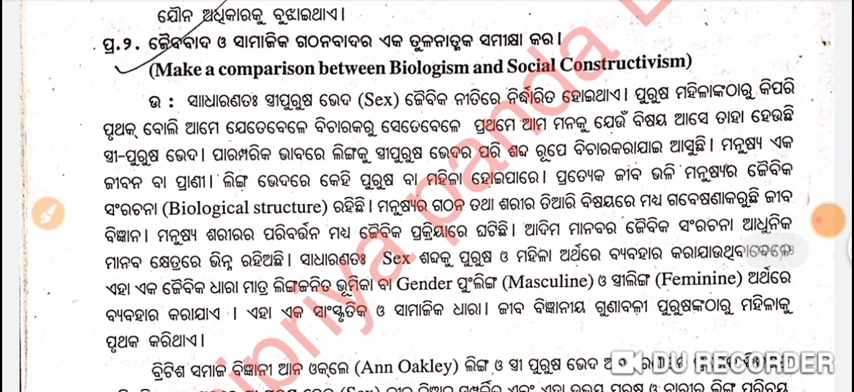 ଯୌନ ଅଧିକାରକୁ ବୁଝାଇଥାଏ।
ପ୍ର.୨. ଜୈବବାଦ ଓ ସାମାଜିକ ଗଠନବାଦର ଏକ ତୁଳନାତ୍ମକ ସମୀକ୍ଷା କର।
(Make a comparison between Biologism and Social Constructivism)
ଉ : ସାଧାରଣତଃ ସ୍ତ୍ରୀପୁରୁଷ ଭେଦ (Sex) ଜୈବିକ ନୀତିରେ ନିର୍ଦ୍ଧାରିତ ହୋଇଥାଏ। ପୁରୁଷ ମହିଳାଙ୍କଠାରୁ କିପରି
ପୃଥକ୍ ବୋଲି ଆମେ ଯେତେବେଳେ ବିଚାରକରୁ ସେତେବେଳେ ପ୍ରଥମେ ଆମ ମନକୁ ଯେଉଁ ବିଷୟ ଆସେ ତାହା ହେଉଛି
ସ୍ତ୍ରୀ-ପୁରୁଷ ଭେଦ। ପାରମ୍ପରିକ ଭାବରେ ଲିଙ୍ଗକୁ ସ୍ତ୍ରୀପୁରୁଷ ଭେଦର ପରି ଶବ୍ଦ ରୂପେ ବିଚାରକରାଯାଇ ଆସୁଛି। ମନୁଷ୍ୟ ଏକ
ଜୀବନ ବା ପ୍ରାଣୀ। ଲିଙ୍ଗ ଭେଦରେ କେହି ପୁରୁଷ ବା ମହିଳା ହୋଇପାରେ। ପ୍ରତ୍ୟେକ ଜୀବ ଭଳି ମନୁଷ୍ୟର ଜୈବିକ
ସଂରଚନା (Biological structure) ରହିଛି। ମନୁଷ୍ୟର ଗଠନ ତଥା ଶରୀର ତିଆରି ବିଷୟରେ ମଧ୍ୟ ଗବେଷଣାକରୁଛି ଜୀବ
ବିଜ୍ଞାନ। ମନୁଷ୍ୟ ଶରୀରର ପରିବର୍ତ୍ତନ ମଧ୍ୟ ଜୈବିକ ପ୍ରକ୍ରିୟାରେ ଘଟିଛି। ଆଦିମ ମାନବର ଜୈବିକ ସଂରଚନା ଆଧୁନିକ
ମାନବ କ୍ଷେତ୍ରରେ ଭିନ୍ନ ରହିଅଛି। ସାଧାରଣତଃ Sex ଶବ୍ଦକୁ ପୁରୁଷ ଓ ମହିଳା ଅର୍ଥରେ ବ୍ୟବହାର କରାଯାଉଥିବାବେଳେ
ଏହା ଏକ ଜୈବିକ ଧାରା ମାତ୍ର ଲିଙ୍ଗଜନିତ ଭୂମିକା ବା Gender ପୁଂଲିଙ୍ଗ (Masculine) ଓ ସ୍ତ୍ରୀଲିଙ୍ଗ (Feminine) ଅର୍ଥରେ
ବ୍ୟବହାର କରାଯାଏ । ଏହା ଏକ ସାଂସ୍କୃତିକ ଓ ସାମାଜିକ ଧାରା। ଜୀବ ବିଜ୍ଞାନୀୟ ଗୁଣାବଳୀ ପୁରୁଷଙ୍କଠାରୁ ମହିଳାକୁ
ପୃଥକ କରିଥାଏ।
ବ୍ରିଟିଶ ସମାଜ ବିଜ୍ଞାନୀ ଆନ ଓକ୍‌ଲେ (Ann Oakley) ଲିଙ୍ଗ ଓ ସ୍ତ୍ରୀ ପୁରୁଷ ଭେଦ
DU RECORDER